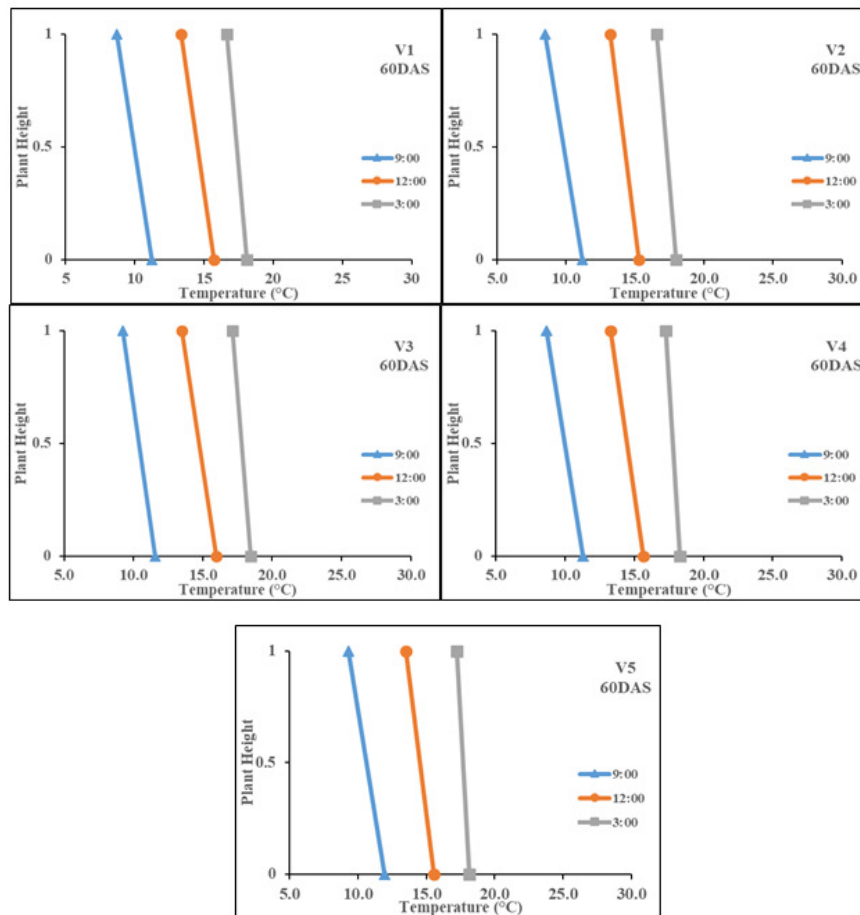 V1
60DAS
Plant Height
1
0.5
0
9:00
12:00
3:00
5 10 15 20 25 30
Temperature (°C)
V2
60DAS
Plant Height
1
0.5
0
9:00
12:00
3:00
5.0 10.0 15.0 20.0 25.0 30.0
Temperature (°C)
V3
60DAS
Plant Height
1
0.5
0
9:00
12:00
3:00
5.0 10.0 15.0 20.0 25.0 30.0
Temperature (°C)
V4
60DAS
Plant Height
1
0.5
0
9:00
12:00
3:00
5.0 10.0 15.0 20.0 25.0 30.0
Temperature (°C)
V5
60DAS
Plant Height
1
0.5
0
9:00
12:00
3:00
5.0 10.0 15.0 20.0 25.0 30.0
Temperature (°C)